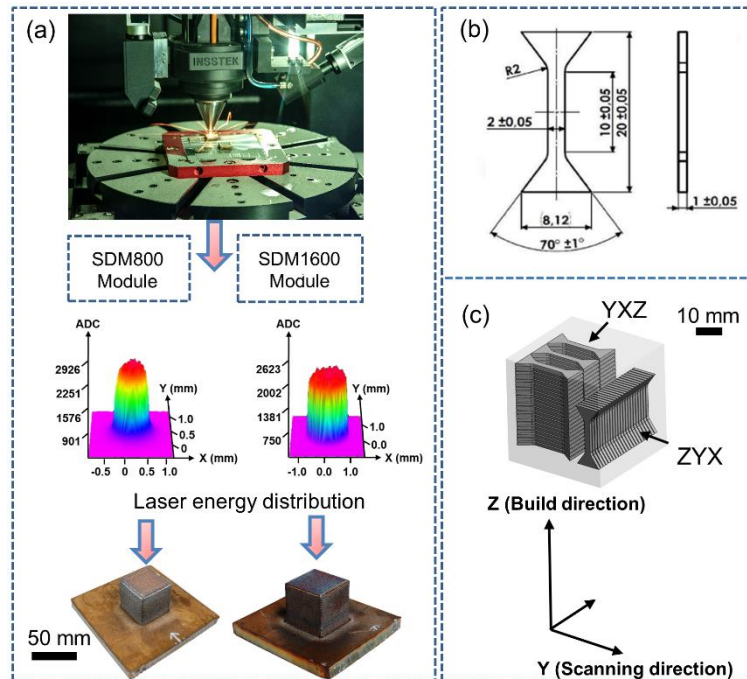 (a)
INSSTEK
SDM800
Module
SDM1600
Module
ADC
2926
2251
1576
901
Y (mm)
1.0
0.5
0.0
-0.5 0 0.5 1.0
X (mm)
ADC
2623
2002
1381
750
Y (mm)
1.0
0.0
-1.0 0.0 1.0
X (mm)
Laser energy distribution
50 mm
(b)
R2
2 ±0,05
10 ±0,05
20 ±0,05
(8,12)
70° ±1°
1 ±0,05
(c)
YXZ
10 mm
ZYX
Z (Build direction)
Y (Scanning direction)